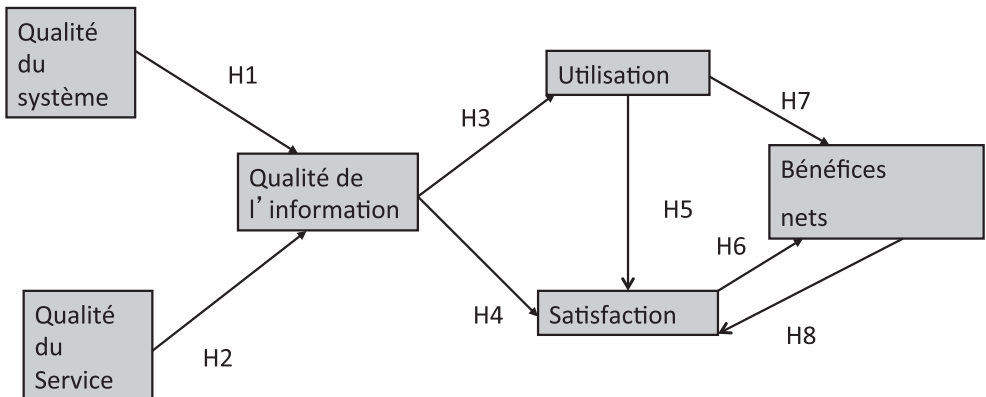 Qualité
du
système
H1
Utilisation
H7
H3
Qualité de
l’ information
Bénéfices
nets
H5
H6
H4
Satisfaction
H8
Qualité
du
Service
H2